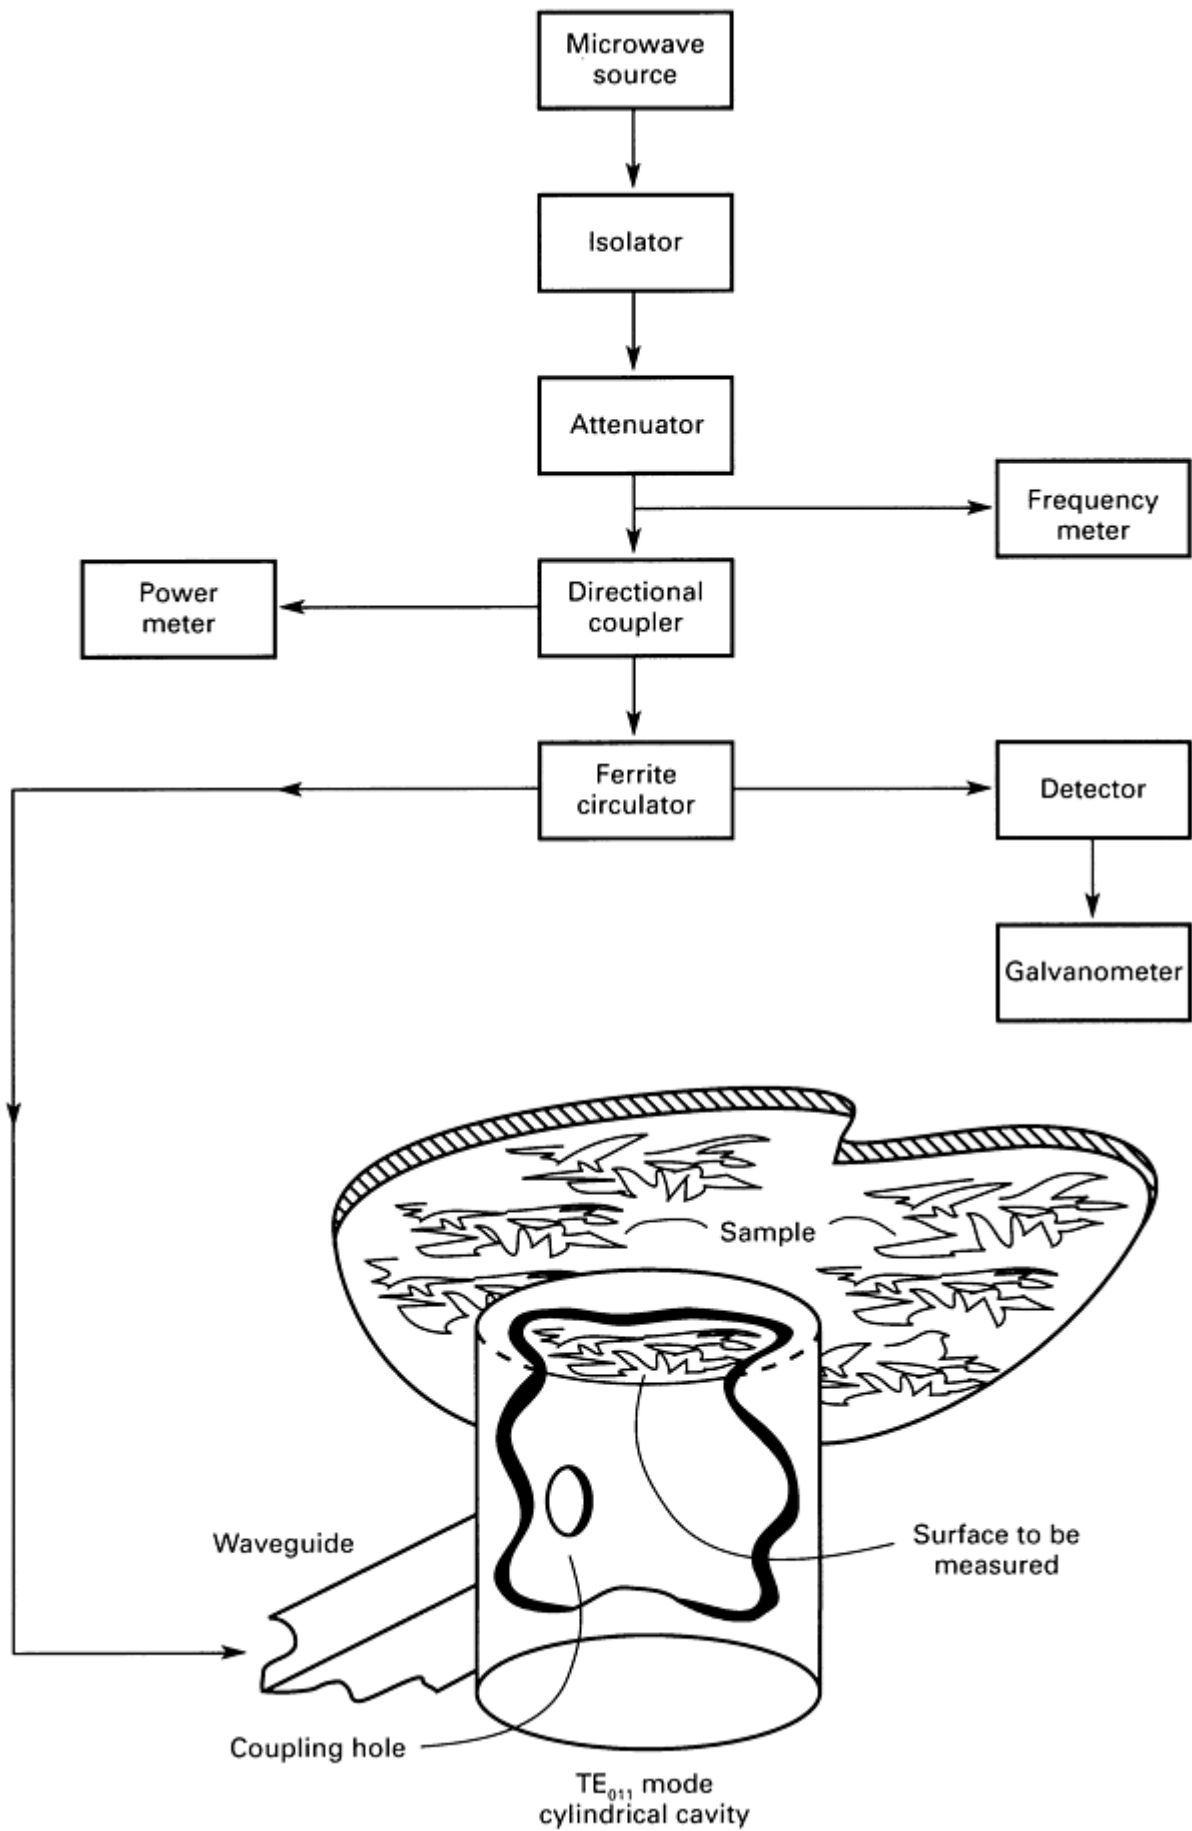 Microwave
source
Isolator
Attenuator
Frequency
meter
Power
meter
Directional
coupler
Ferrite
circulator
Detector
Galvanometer
Sample
Waveguide
Surface to be
measured
Coupling hole
TE₀₁₁ mode
cylindrical cavity